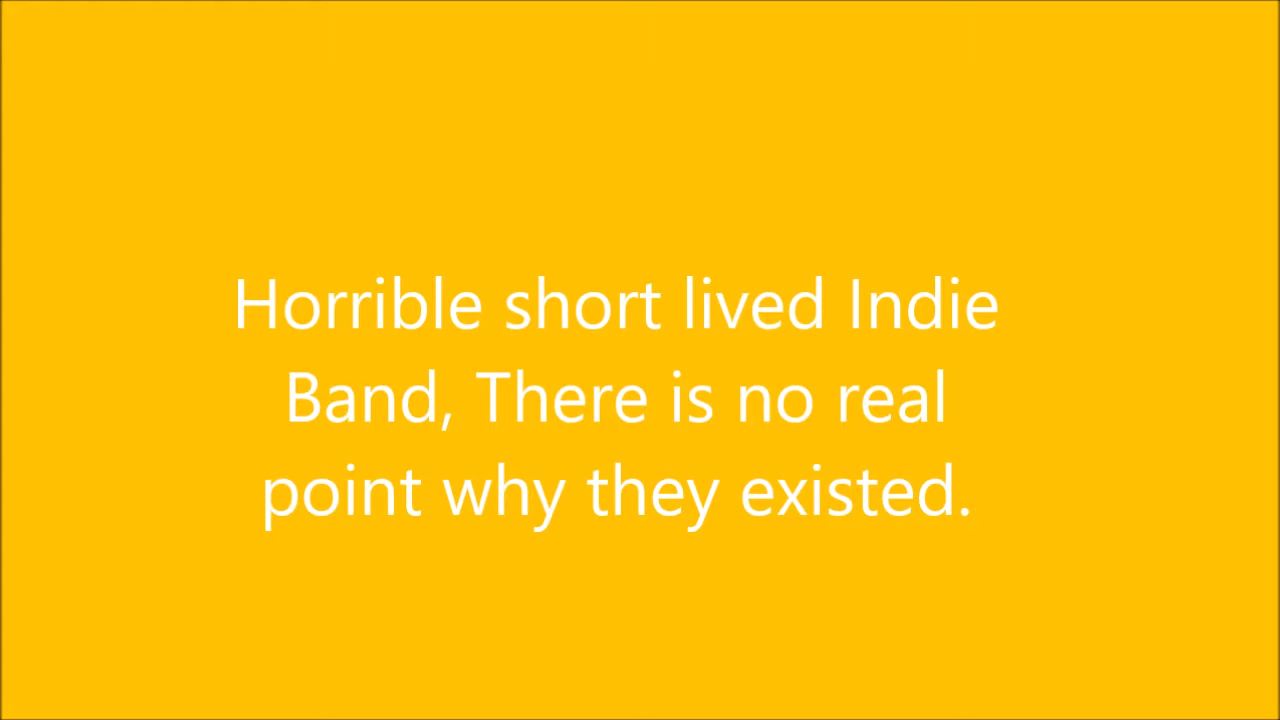 Horrible short lived Indie
Band, There is no real
point why they existed.